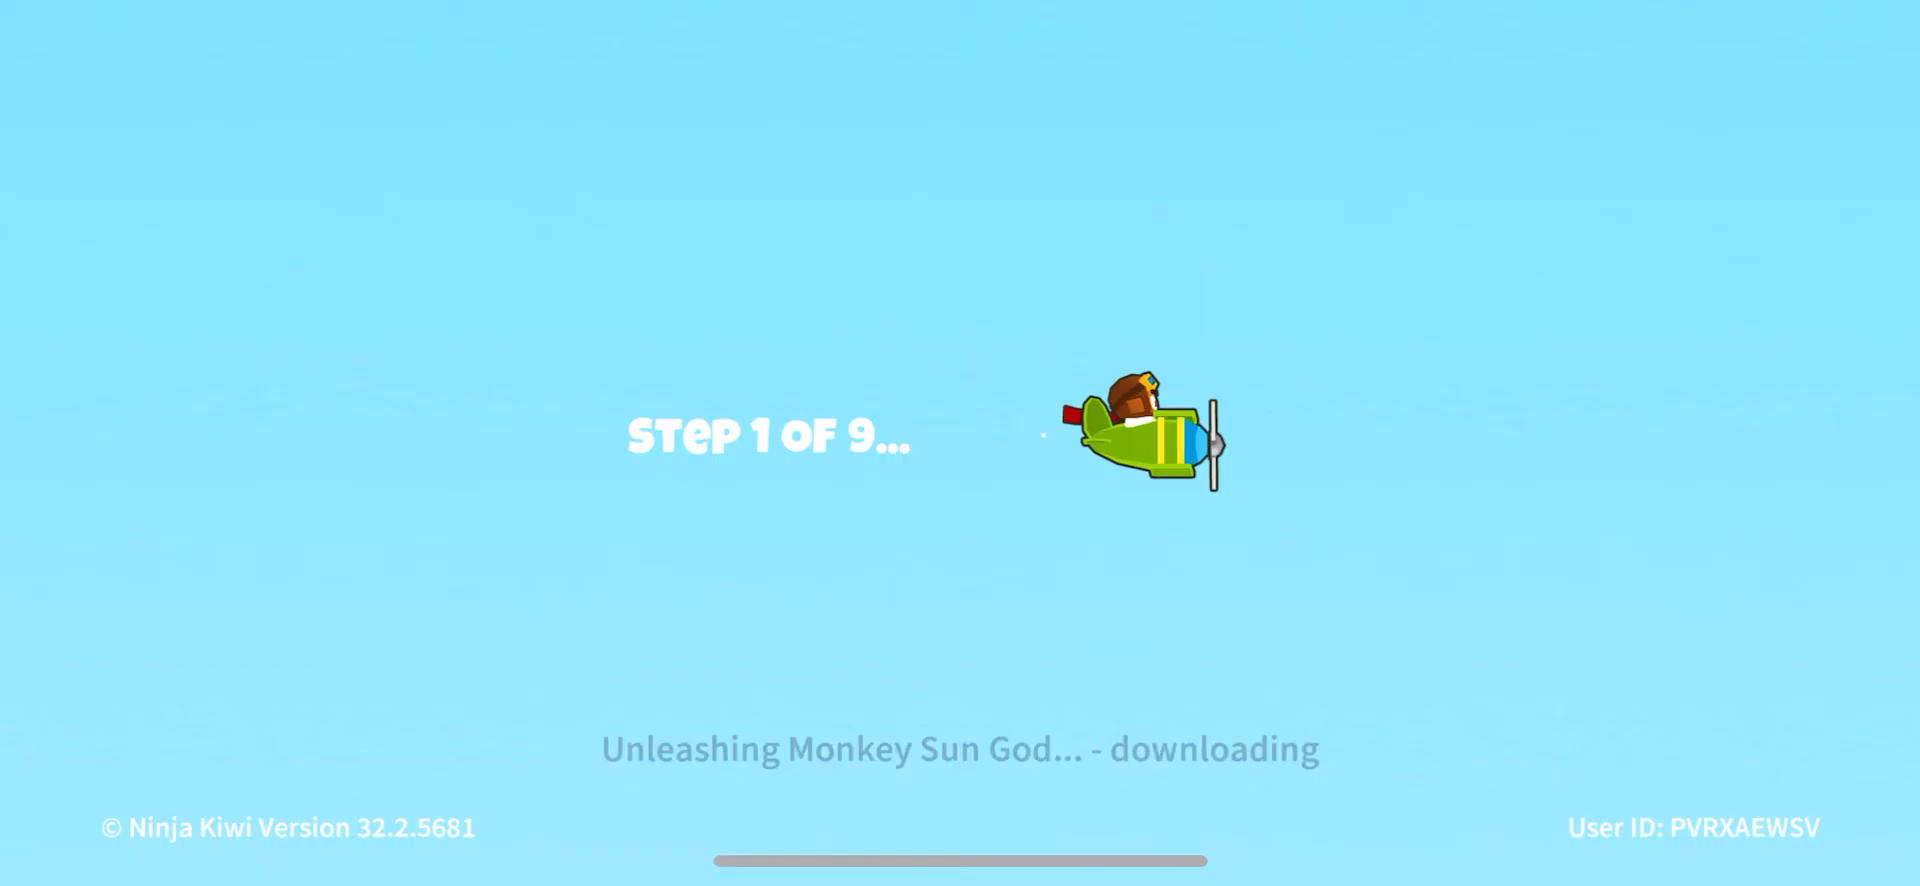 STeP 1 OF 9...
Unleashing Monkey Sun God... - downloading
© Ninja Kiwi Version 32.2.5681
User ID: PVRXAEWSV